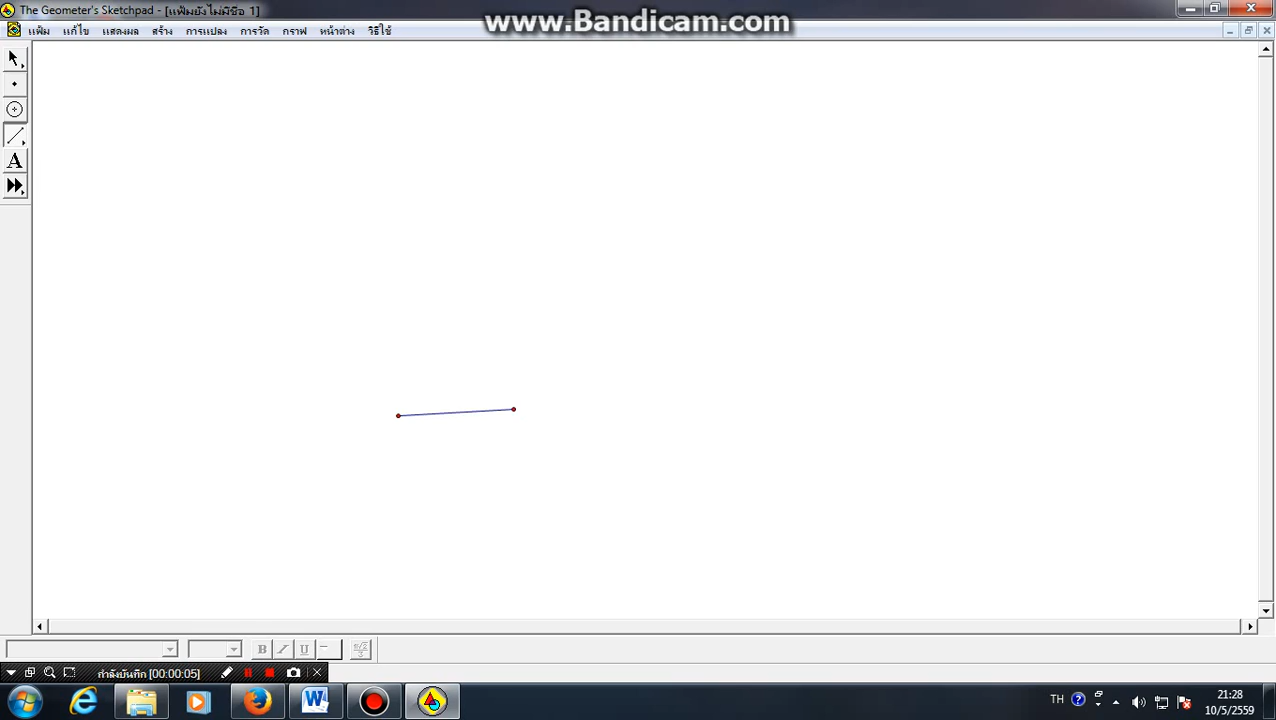 The Geometer's Sketchpad - [แฟ้มยังไม่มีชื่อ 1]
www.Bandicam.com
แฟ้ม แก้ไข แสดงผล สร้าง การแปลง การวัด กราฟ หน้าต่าง วิธีใช้
A
B I U
กำลังบันทึก [00:00:05]
TH
21:28
10/5/2559